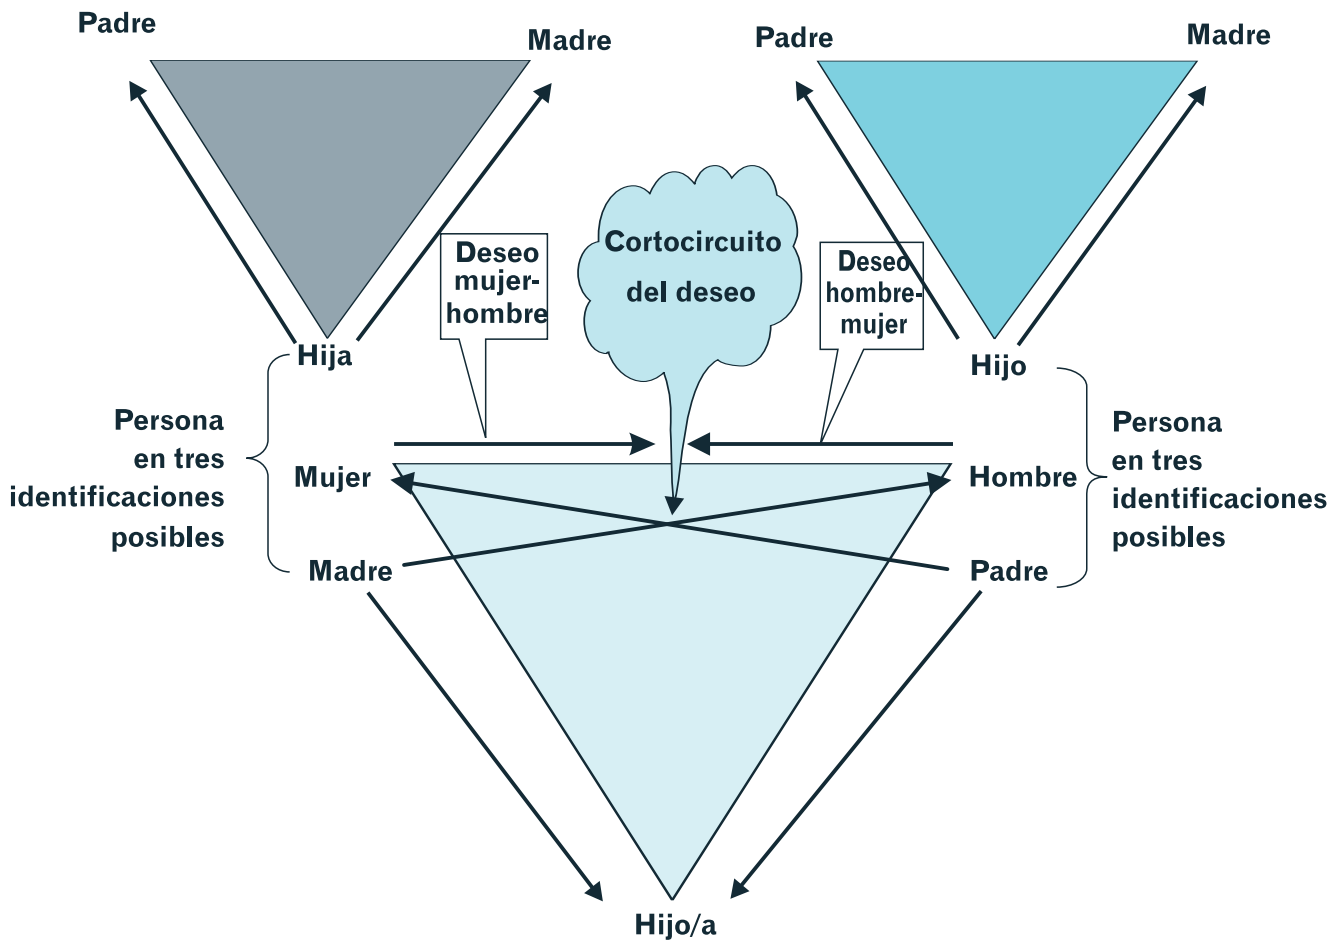 Padre
Madre
Padre
Madre
Deseo
mujer-
hombre
Cortocircuito
del deseo
Deseo
hombre-
mujer
Hija
Hijo
Persona
en tres
identificaciones
posibles
Mujer
Madre
Hombre
Padre
Persona
en tres
identificaciones
posibles
Hijo/a